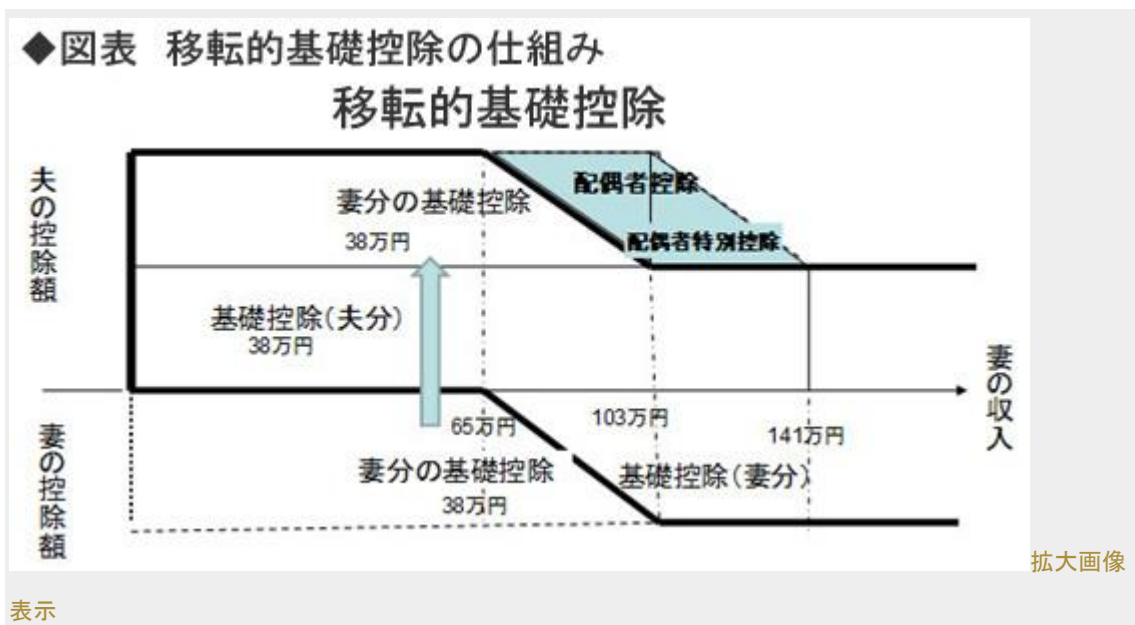 ◆図表 移転的基礎控除の仕組み
移転的基礎控除
夫の控除額
配偶者控除
妻分の基礎控除
38万円
配偶者特別控除
基礎控除(夫分)
38万円
妻の収入
65万円
103万円
141万円
妻の控除額
妻分の基礎控除
38万円
基礎控除(妻分)
拡大画像
表示